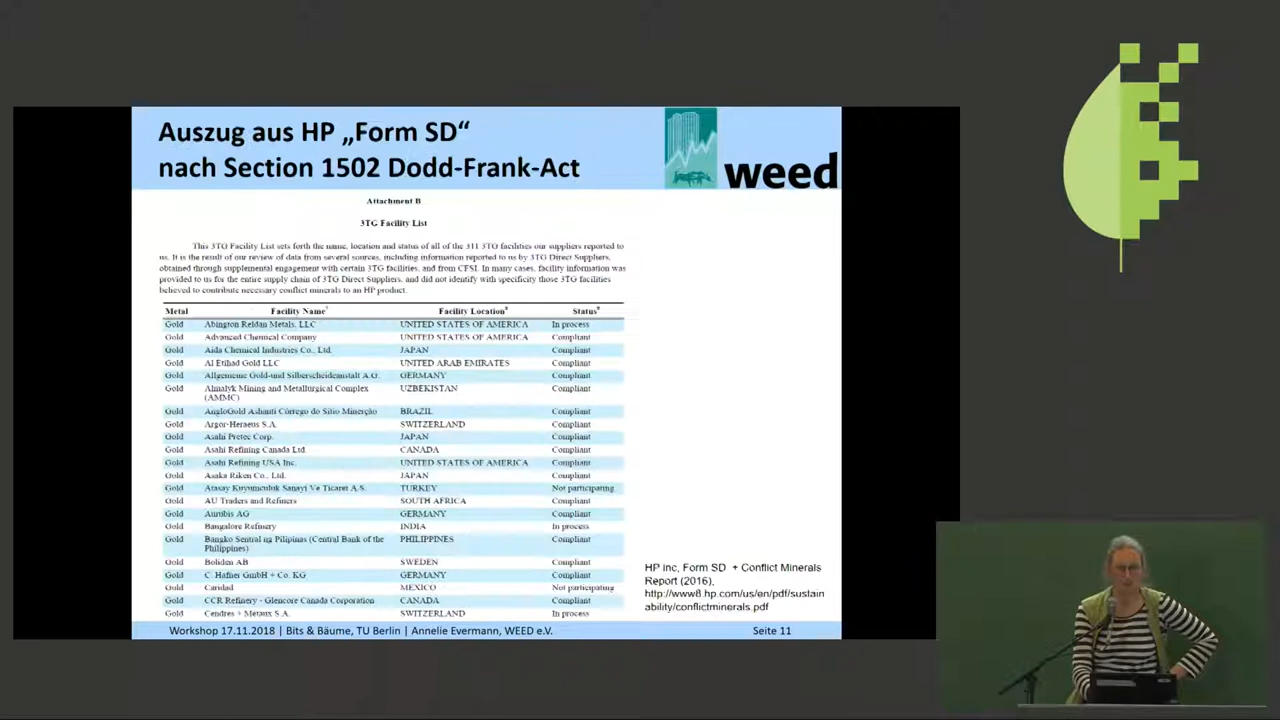 Auszug aus HP „Form SD“
nach Section 1502 Dodd-Frank-Act
weed
Attachment B
3TG Facility List
This 3TG Facility List sets forth the name, location and status of all of the 311 3TG facilities our suppliers reported to
us. It is the result of our review of data from several sources, including information reported to us by 3TG Direct Suppliers,
obtained through supplemental engagement with certain 3TG facilities, and from CFSI. In many cases, facility information was
provided to us for the entire supply chain of 3TG Direct Suppliers, and did not identify with specificity those 3TG facilities
believed to contribute necessary conflict minerals to an HP product.
Metal Facility Name Facility Location Status
Gold Abington Reldan Metals, LLC UNITED STATES OF AMERICA In process
Gold Advanced Chemical Company UNITED STATES OF AMERICA Compliant
Gold Aida Chemical Industries Co., Ltd. JAPAN Compliant
Gold Al Etihad Gold LLC UNITED ARAB EMIRATES Compliant
Gold Allgemeine Gold-und Silberscheideanstalt A.G. GERMANY Compliant
Gold Almalyk Mining and Metallurgical Complex UZBEKISTAN Compliant
(AMMC)
Gold AngloGold Ashanti Córrego do Sítio Minerção BRAZIL Compliant
Gold Argor-Heraeus S.A. SWITZERLAND Compliant
Gold Asahi Pretec Corp. JAPAN Compliant
Gold Asahi Refining Canada Ltd. CANADA Compliant
Gold Asahi Refining USA Inc. UNITED STATES OF AMERICA Compliant
Gold Asaka Riken Co., Ltd. JAPAN Compliant
Gold Atasay Kuyumculuk Sanayi Ve Ticaret A.S. TURKEY Not participating
Gold AU Traders and Refiners SOUTH AFRICA Compliant
Gold Aurubis AG GERMANY Compliant
Gold Bangalore Refinery INDIA In process
Gold Bangko Sentral ng Pilipinas (Central Bank of the PHILIPPINES Compliant
Philippines)
Gold Boliden AB SWEDEN Compliant
Gold C. Hafner GmbH + Co. KG GERMANY Compliant
Gold Caridad MEXICO Not participating
Gold CCR Refinery - Glencore Canada Corporation CANADA Compliant
Gold Cendres + Métaux S.A. SWITZERLAND In process
HP inc, Form SD + Conflict Minerals
Report (2016),
http://www8.hp.com/us/en/pdf/sustain
ability/conflictminerals.pdf
Workshop 17.11.2018 | Bits & Bäume, TU Berlin | Annelie Evermann, WEED e.V. Seite 11